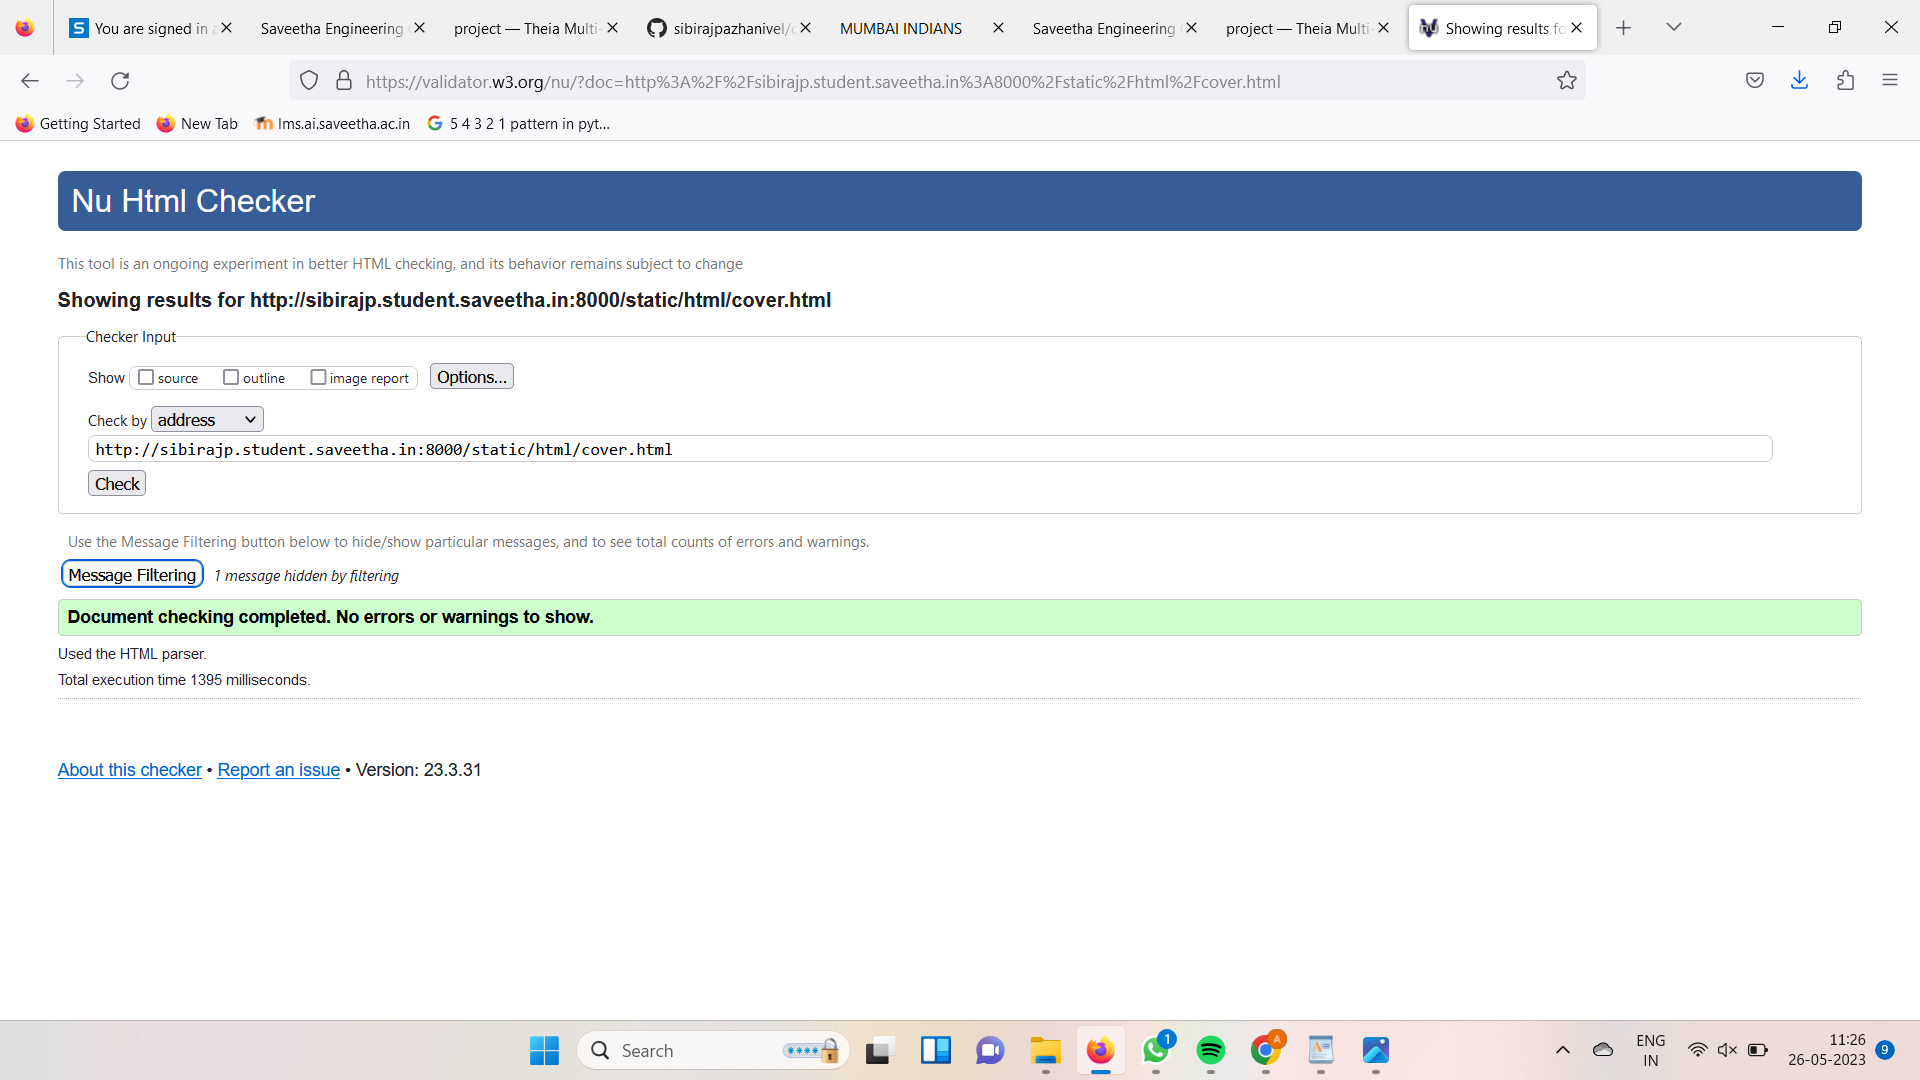 You are signed in a
Saveetha Engineering C
project — Theia Multi-
sibirajpazhanivel/c
MUMBAI INDIANS
Saveetha Engineering C
project — Theia Multi-
Showing results fo
https://validator.w3.org/nu/?doc=http%3A%2F%2Fsibirajp.student.saveetha.in%3A8000%2Fstatic%2Fhtml%2Fcover.html
Getting Started
New Tab
lms.ai.saveetha.ac.in
5 4 3 2 1 pattern in pyt...
Nu Html Checker
This tool is an ongoing experiment in better HTML checking, and its behavior remains subject to change
Showing results for http://sibirajp.student.saveetha.in:8000/static/html/cover.html
Checker Input
Show source outline image report Options...
Check by address
http://sibirajp.student.saveetha.in:8000/static/html/cover.html
Check
Use the Message Filtering button below to hide/show particular messages, and to see total counts of errors and warnings.
Message Filtering 1 message hidden by filtering
Document checking completed. No errors or warnings to show.
Used the HTML parser.
Total execution time 1395 milliseconds.
About this checker • Report an issue • Version: 23.3.31
Search
1
A
ENG
IN
11:26
26-05-2023
9